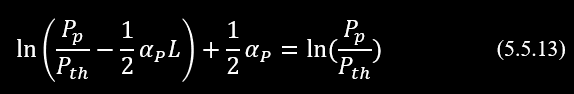 ln(P_p/P_th − 1/2 α_P L) + 1/2 α_P = ln(P_p/P_th) (5.5.13)